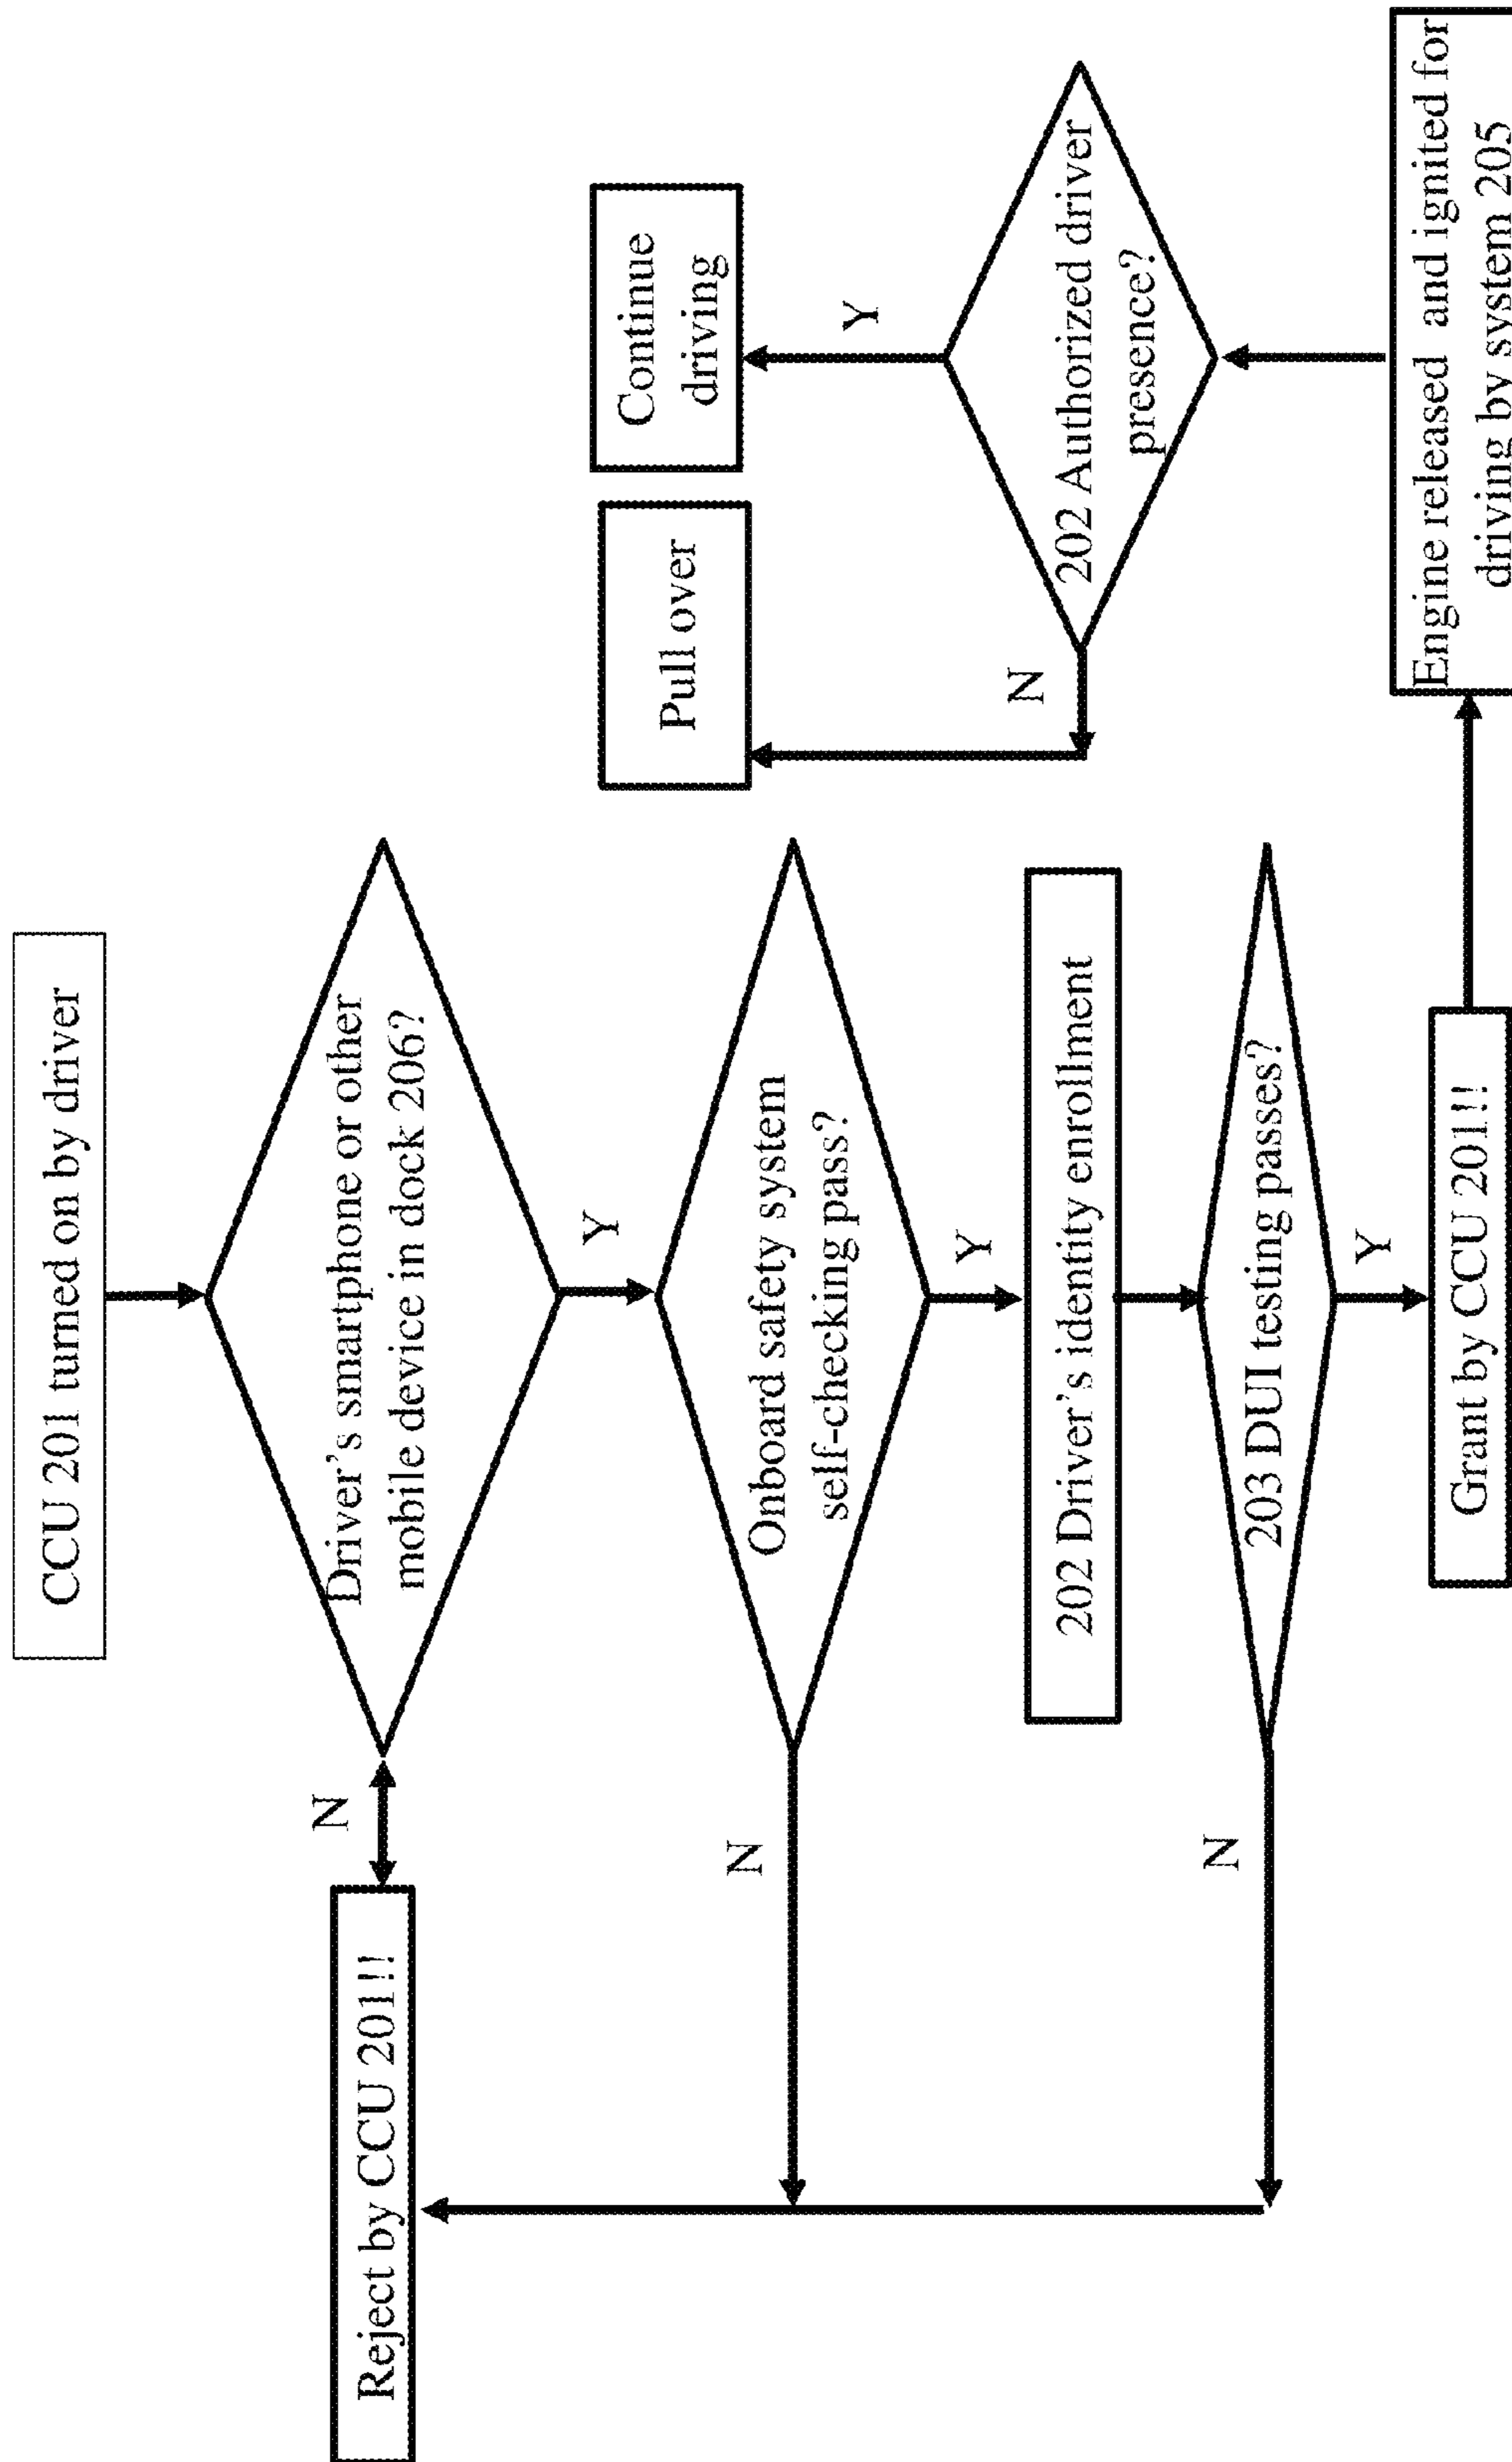 CCU 201 turned on by driver
Driver's smartphone or other
mobile device in dock 206?
N
Reject by CCU 201!!
Y
Onboard safety system
self-checking pass?
N
Y
202 Driver's identity enrollment
203 DUI testing passes?
N
Y
Grant by CCU 201!!
Engine released and ignited for
driving by system 205
202 Authorized driver
presence?
N
Pull over
Y
Continue
driving